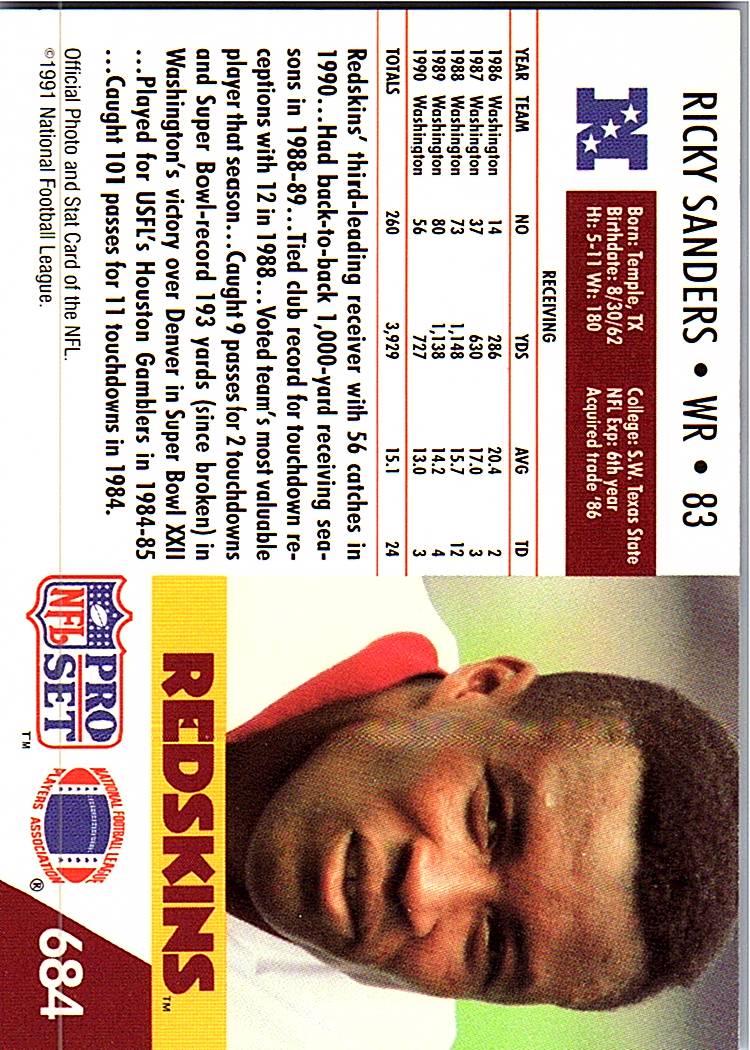 RICKY SANDERS • WR • 83
N
Born: Temple, TX College: S.W. Texas State
Birthdate: 8/30/62 NFL Exp: 6th year
Ht: 5-11 Wt: 180 Acquired trade '86
RECEIVING
YEAR TEAM NO YDS AVG TD
1986 Washington 14 286 20.4 2
1987 Washington 37 630 17.0 3
1988 Washington 73 1,148 15.7 12
1989 Washington 80 1,138 14.2 4
1990 Washington 56 727 13.0 3
TOTALS 260 3,929 15.1 24
Redskins' third-leading receiver with 56 catches in
1990...Had back-to-back 1,000-yard receiving sea-
sons in 1988-89...Tied club record for touchdown re-
ceptions with 12 in 1988...Voted team's most valuable
player that season...Caught 9 passes for 2 touchdowns
and Super Bowl-record 193 yards (since broken) in
Washington's victory over Denver in Super Bowl XXII
...Played for USFL's Houston Gamblers in 1984-85
...Caught 101 passes for 11 touchdowns in 1984.
Official Photo and Stat Card of the NFL.
©1991 National Football League.
REDSKINS™
NFL PRO SET™
NATIONAL FOOTBALL LEAGUE
PLAYERS ASSOCIATION
®
684